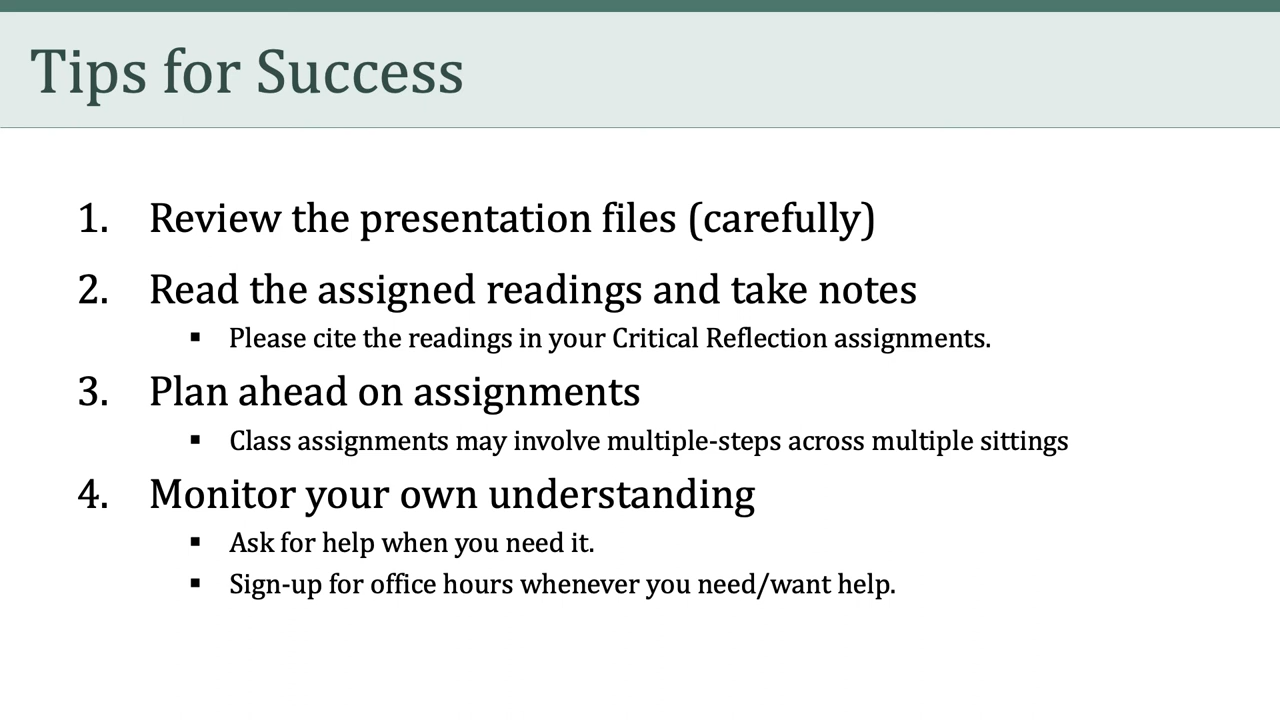 Tips for Success
1. Review the presentation files (carefully)
2. Read the assigned readings and take notes
▪ Please cite the readings in your Critical Reflection assignments.
3. Plan ahead on assignments
▪ Class assignments may involve multiple-steps across multiple sittings
4. Monitor your own understanding
▪ Ask for help when you need it.
▪ Sign-up for office hours whenever you need/want help.